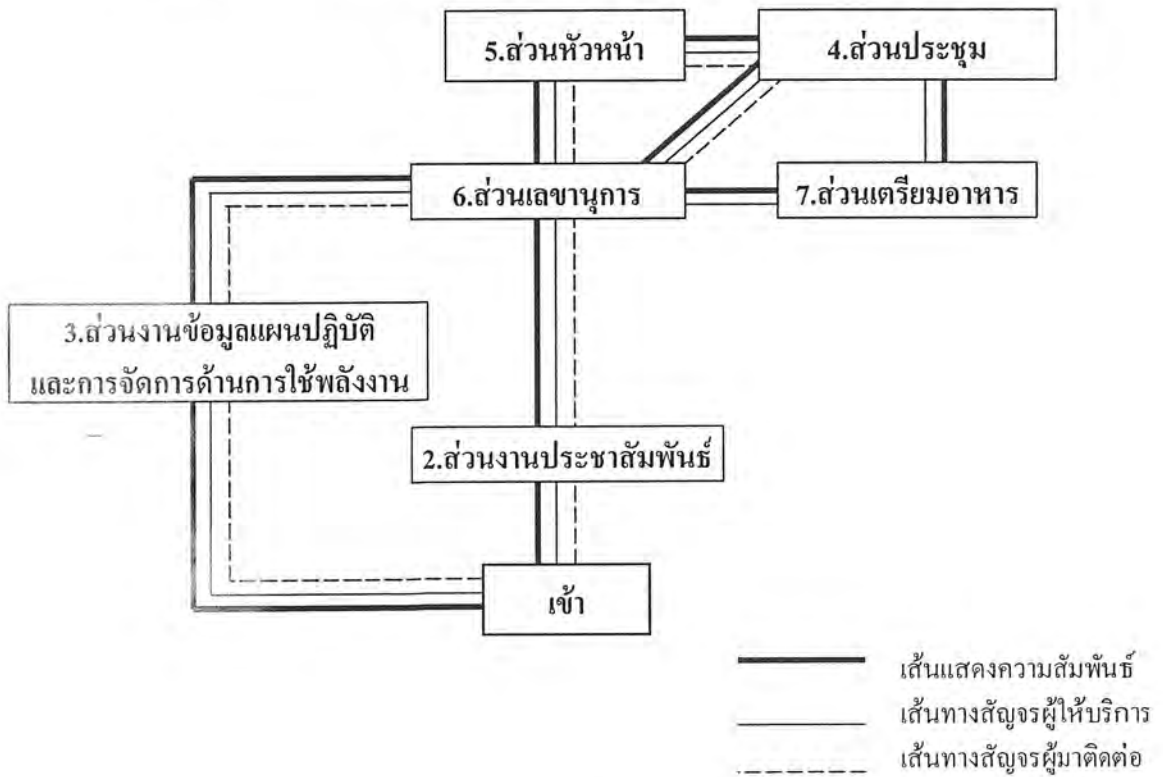 5.ส่วนหัวหน้า
4.ส่วนประชุม
6.ส่วนเลขานุการ
7.ส่วนเตรียมอาหาร
3.ส่วนงานข้อมูลแผนปฏิบัติ
และการจัดการด้านการใช้พลังงาน
2.ส่วนงานประชาสัมพันธ์
เข้า
เส้นแสดงความสัมพันธ์
เส้นทางสัญจรผู้ให้บริการ
เส้นทางสัญจรผู้มาติดต่อ